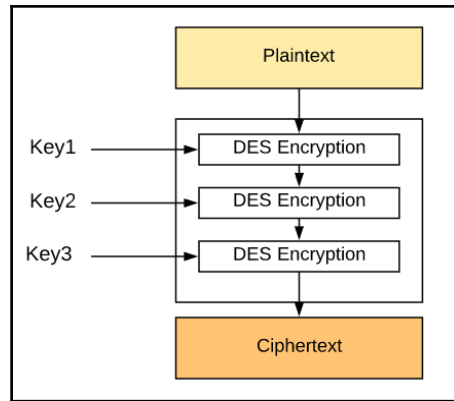 Plaintext
Key1
DES Encryption
Key2
DES Encryption
Key3
DES Encryption
Ciphertext